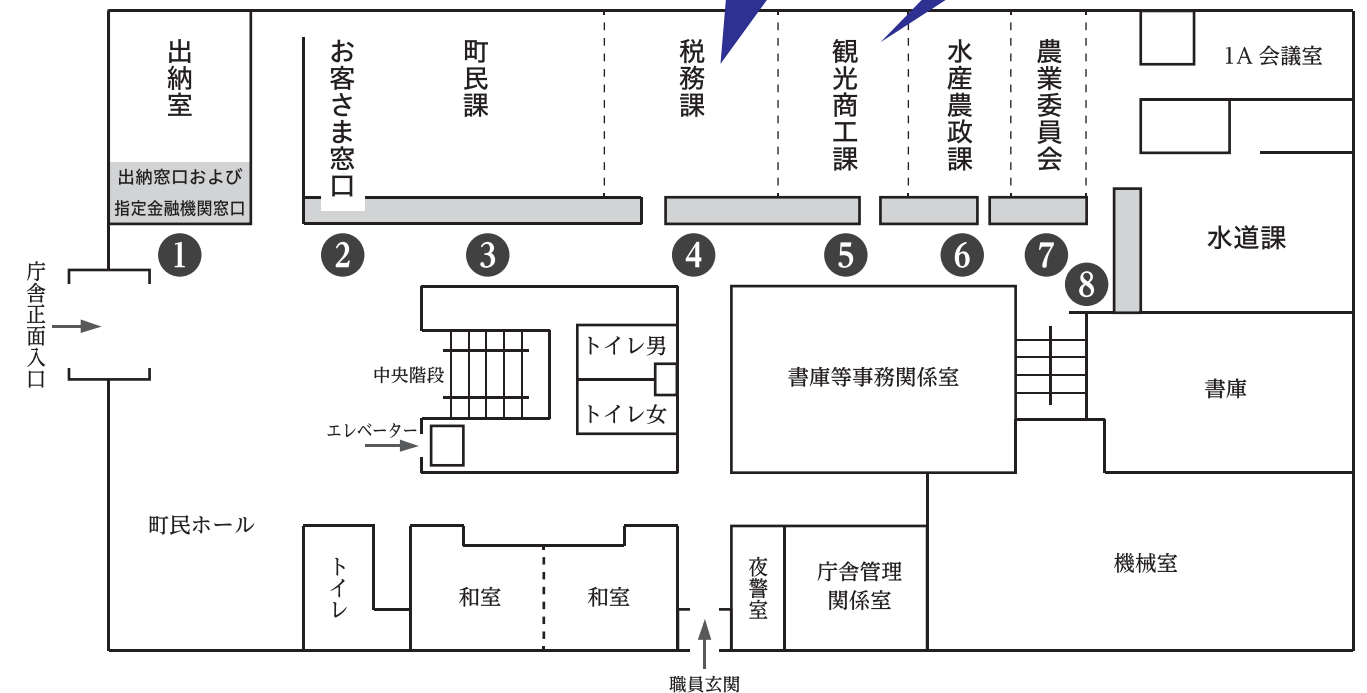 出納室
お客さま窓口
町民課
税務課
観光商工課
水産農政課
農業委員会
1A 会議室
出納窓口および
指定金融機関窓口
1
2
3
4
5
6
7
8
水道課
庁舎正面入口
中央階段
トイレ男
トイレ女
エレベーター
書庫等事務関係室
書庫
町民ホール
トイレ
和室
和室
夜警室
庁舎管理
関係室
機械室
職員玄関